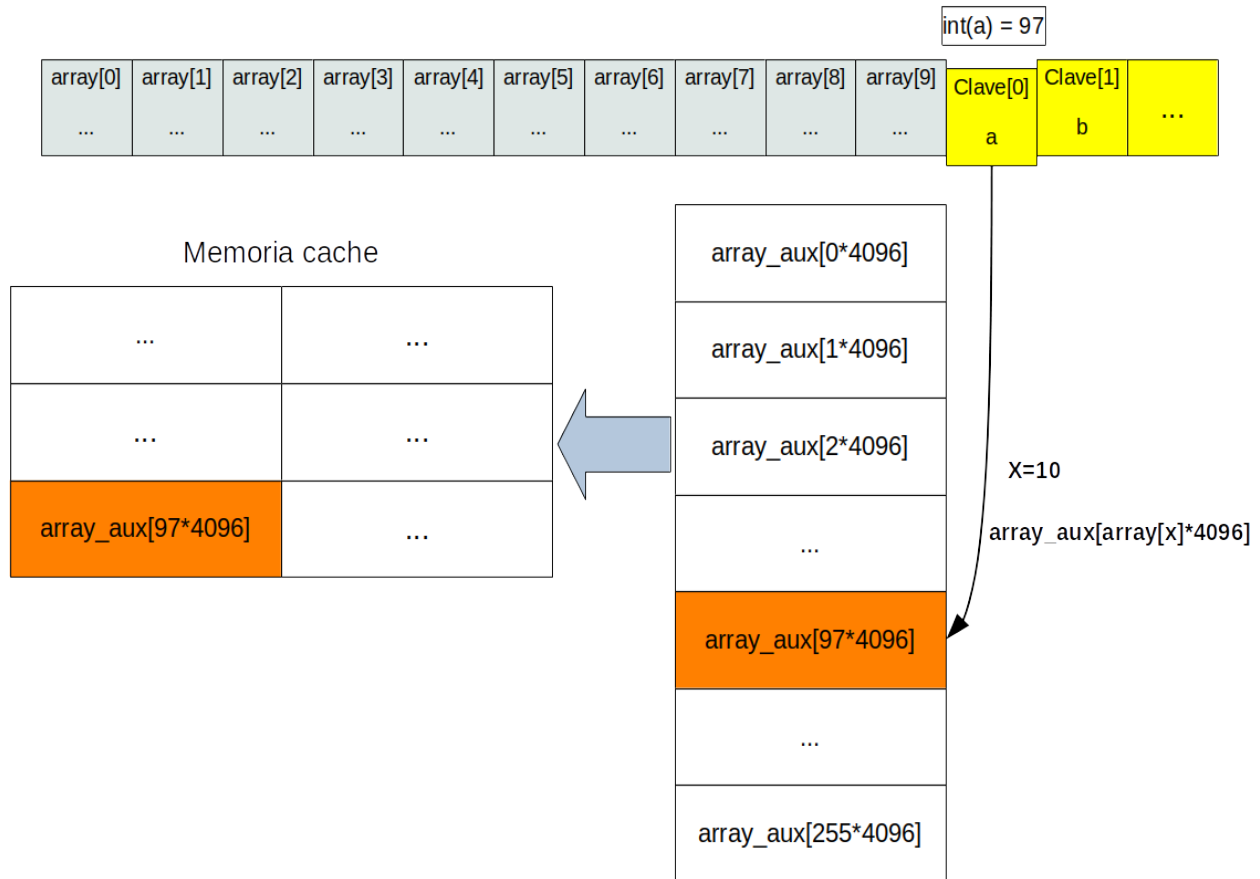 int(a) = 97
array[0] array[1] array[2] array[3] array[4] array[5] array[6] array[7] array[8] array[9] Clave[0] Clave[1] ...
... ... ... ... ... ... ... ... ... ... a b
Memoria cache
... ...
... ...
array_aux[97*4096] ...
array_aux[0*4096]
array_aux[1*4096]
array_aux[2*4096]
...
array_aux[97*4096]
...
array_aux[255*4096]
X=10
array_aux[array[x]*4096]